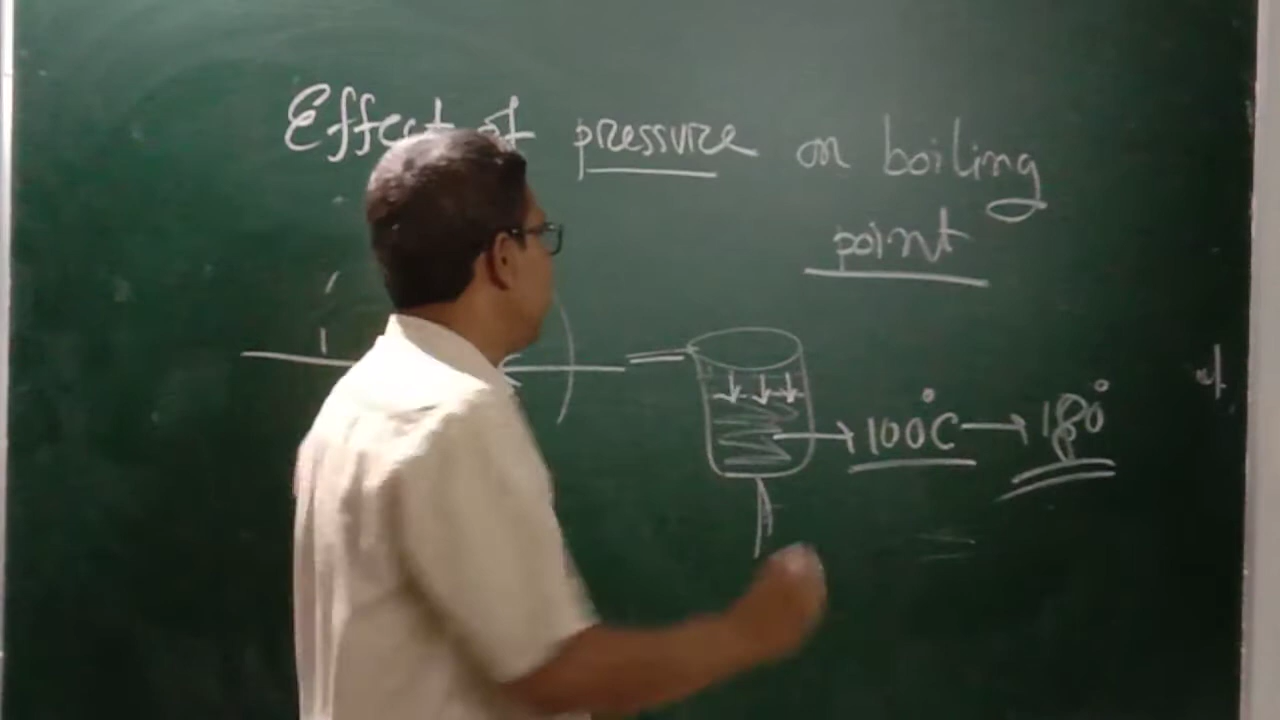 Effect of pressure on boiling
point
100°C → 180°